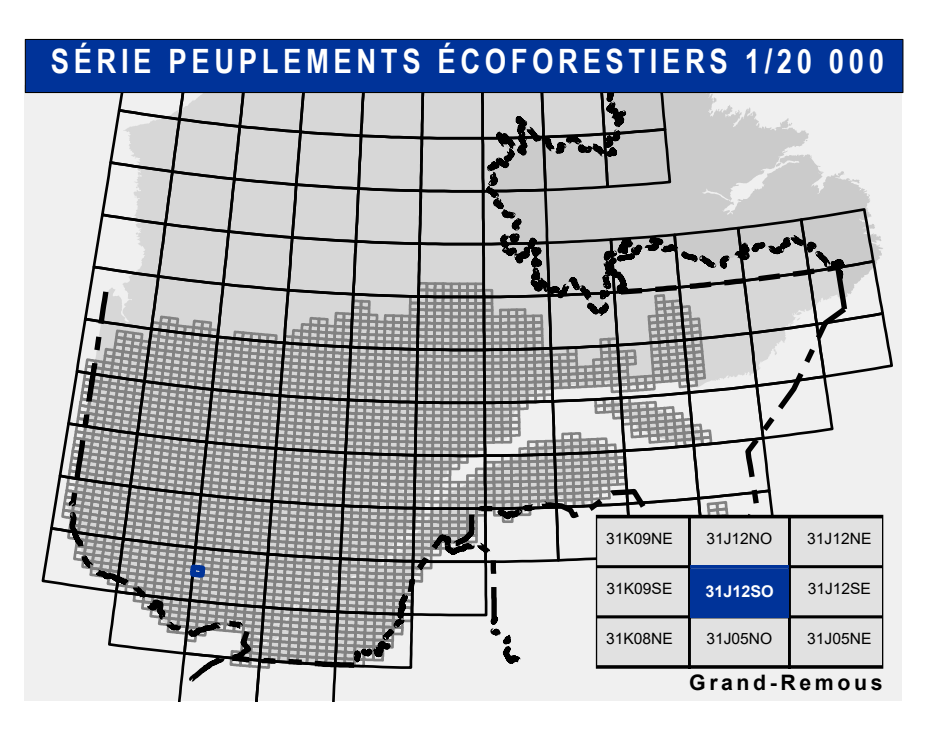 SÉRIE PEUPLEMENTS ÉCOFORESTIERS 1/20 000
31K09NE 31J12NO 31J12NE
31K09SE 31J12SO 31J12SE
31K08NE 31J05NO 31J05NE
Grand-Remous